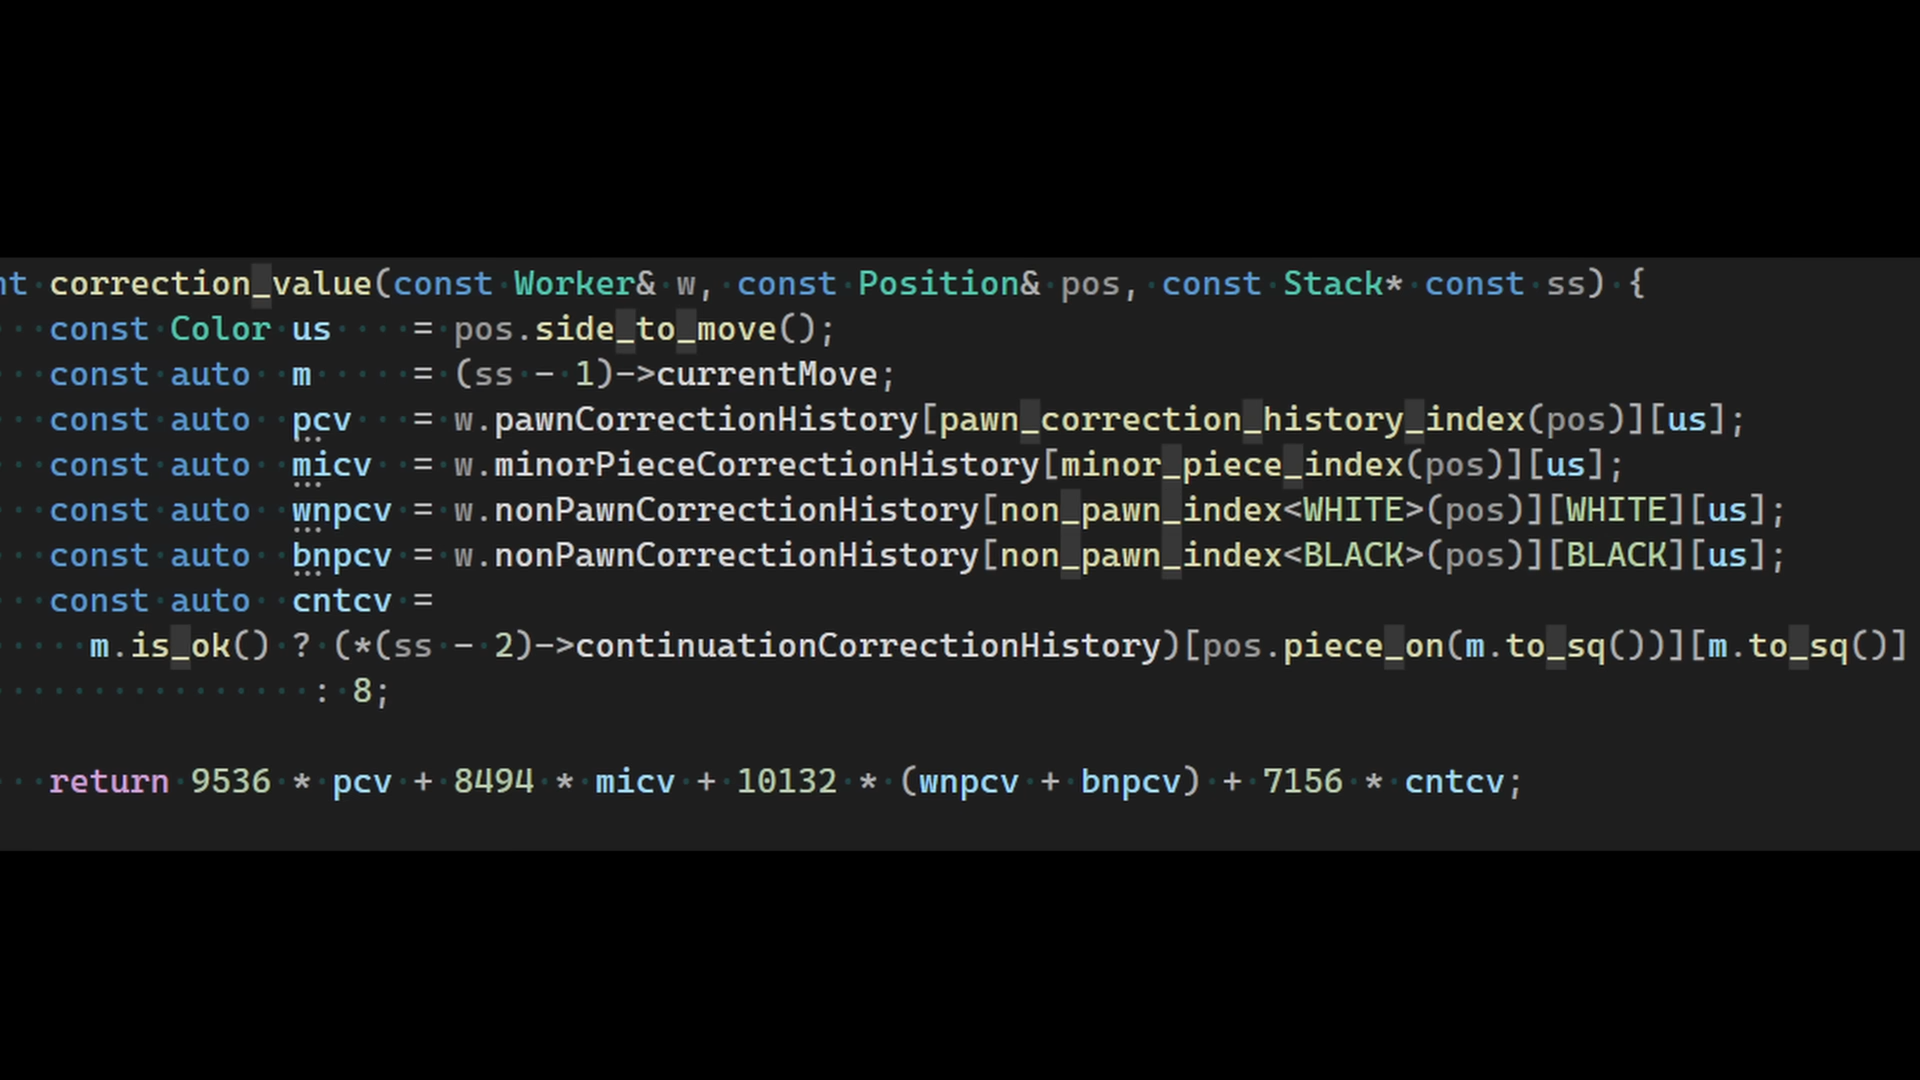 nt correction_value(const Worker& w, const Position& pos, const Stack* const ss) {
const Color us = pos.side_to_move();
const auto m = (ss - 1)->currentMove;
const auto pcv = w.pawnCorrectionHistory[pawn_correction_history_index(pos)][us];
const auto micv = w.minorPieceCorrectionHistory[minor_piece_index(pos)][us];
const auto wnpcv = w.nonPawnCorrectionHistory[non_pawn_index<WHITE>(pos)][WHITE][us];
const auto bnpcv = w.nonPawnCorrectionHistory[non_pawn_index<BLACK>(pos)][BLACK][us];
const auto cntcv =
m.is_ok() ? (*(ss - 2)->continuationCorrectionHistory)[pos.piece_on(m.to_sq())][m.to_sq()]
: 8;
return 9536 * pcv + 8494 * micv + 10132 * (wnpcv + bnpcv) + 7156 * cntcv;